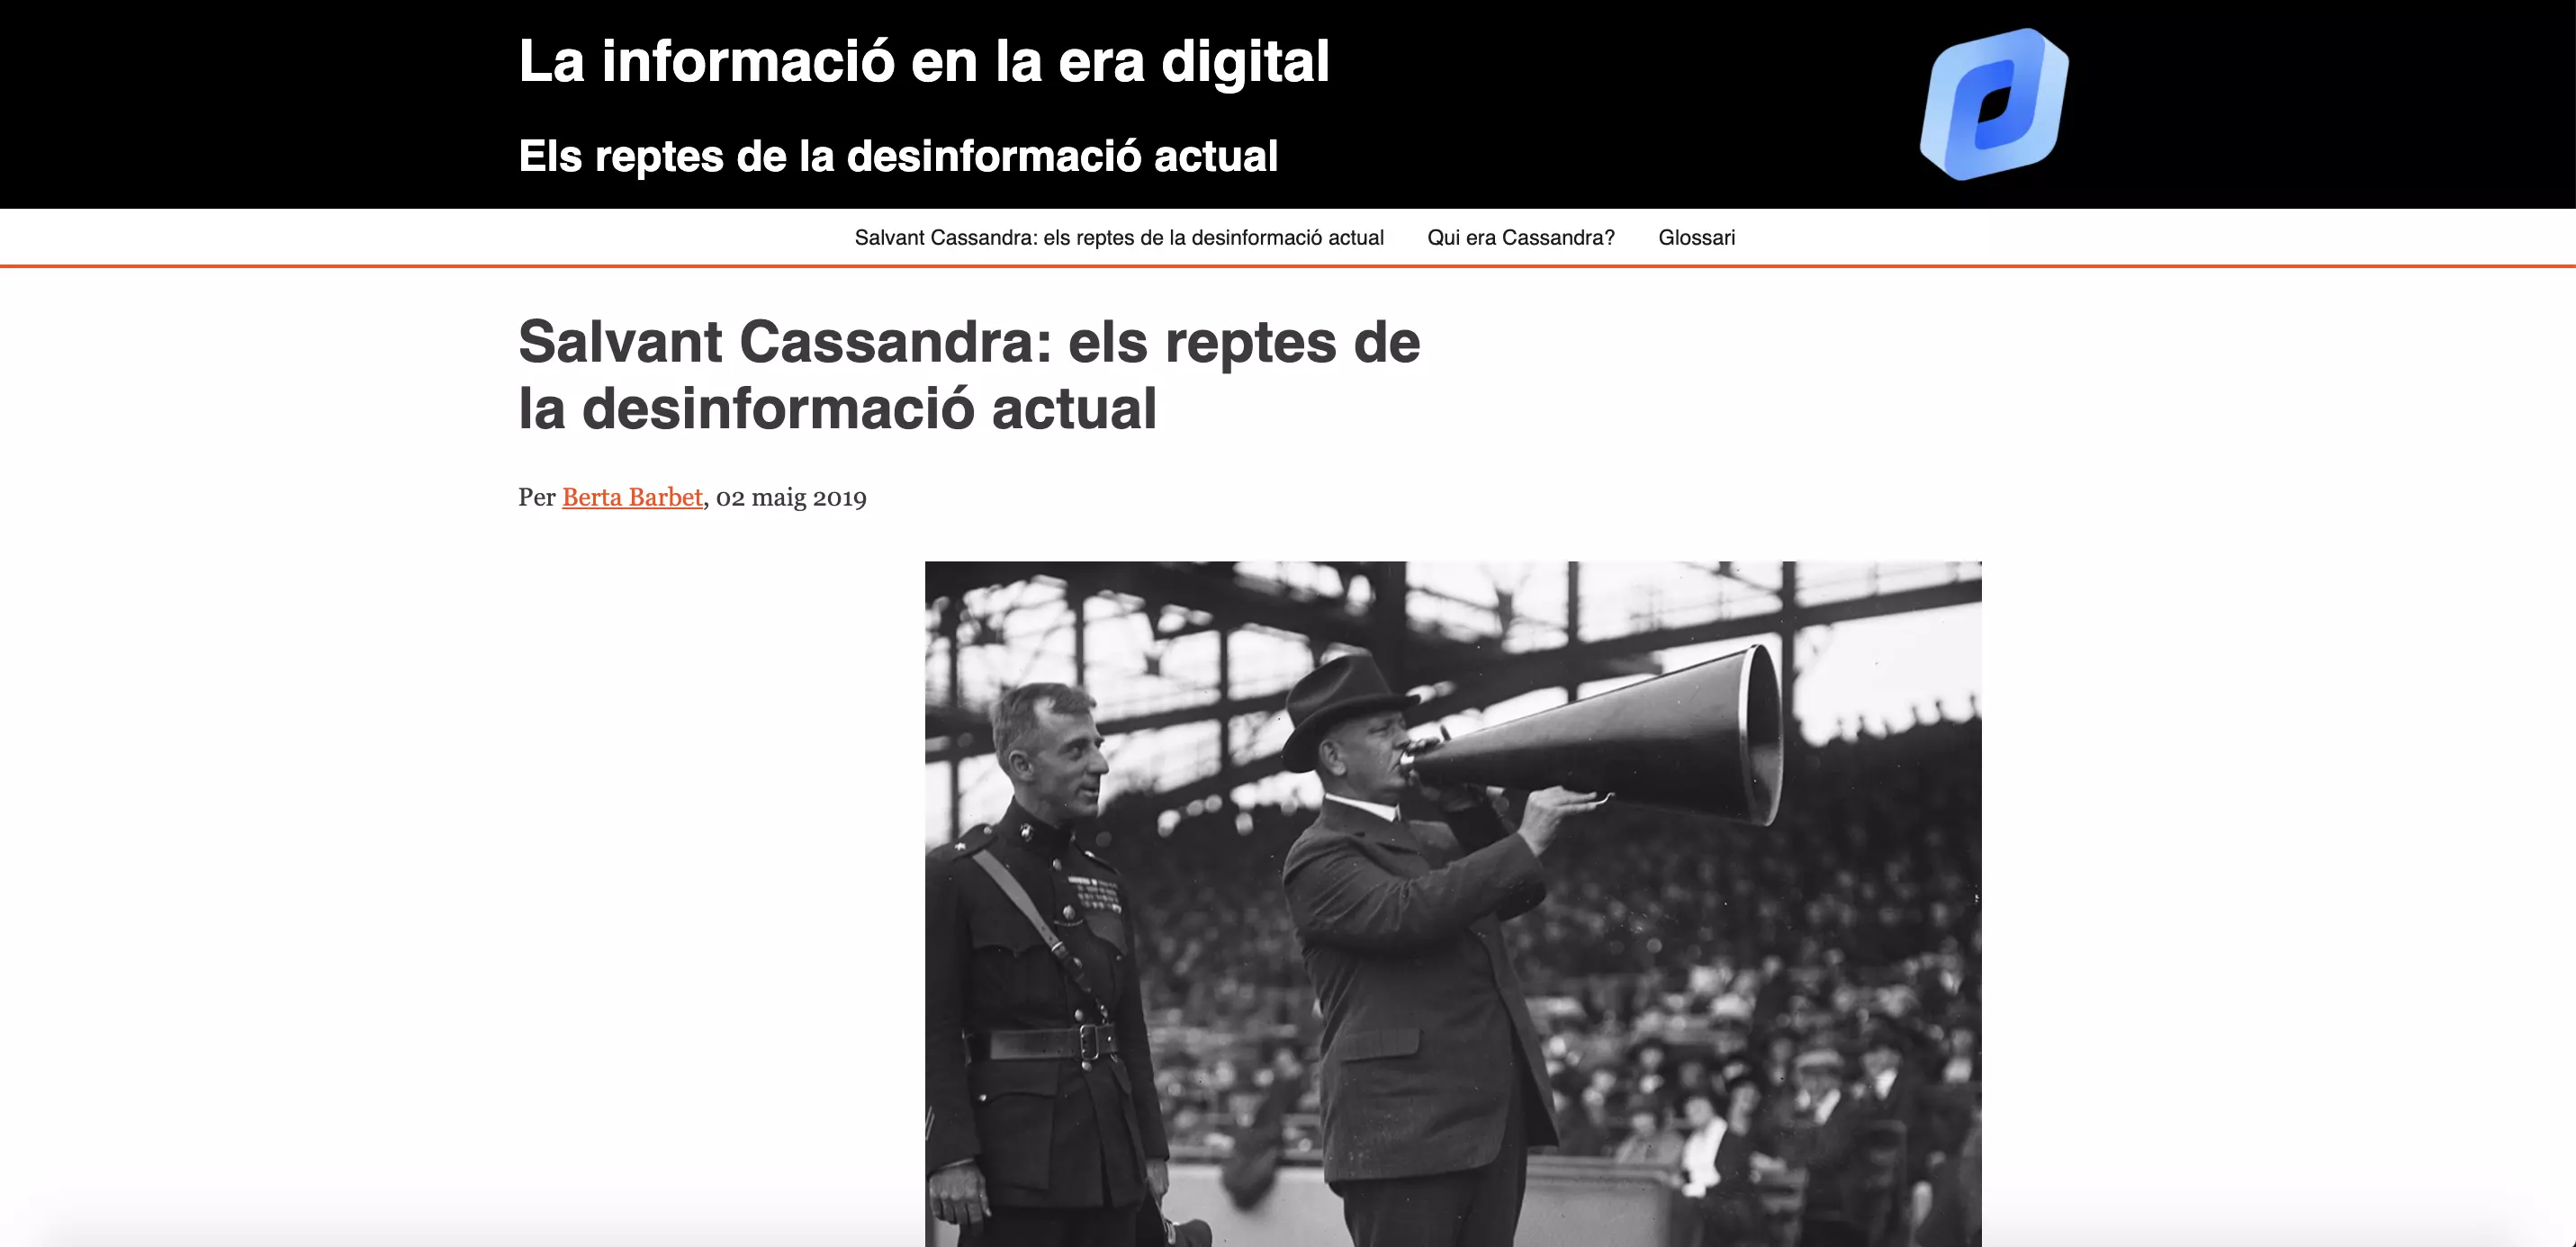 La informació en la era digital
Els reptes de la desinformació actual
Salvant Cassandra: els reptes de la desinformació actual Qui era Cassandra? Glossari
Salvant Cassandra: els reptes de
la desinformació actual
Per Berta Barbet, 02 maig 2019